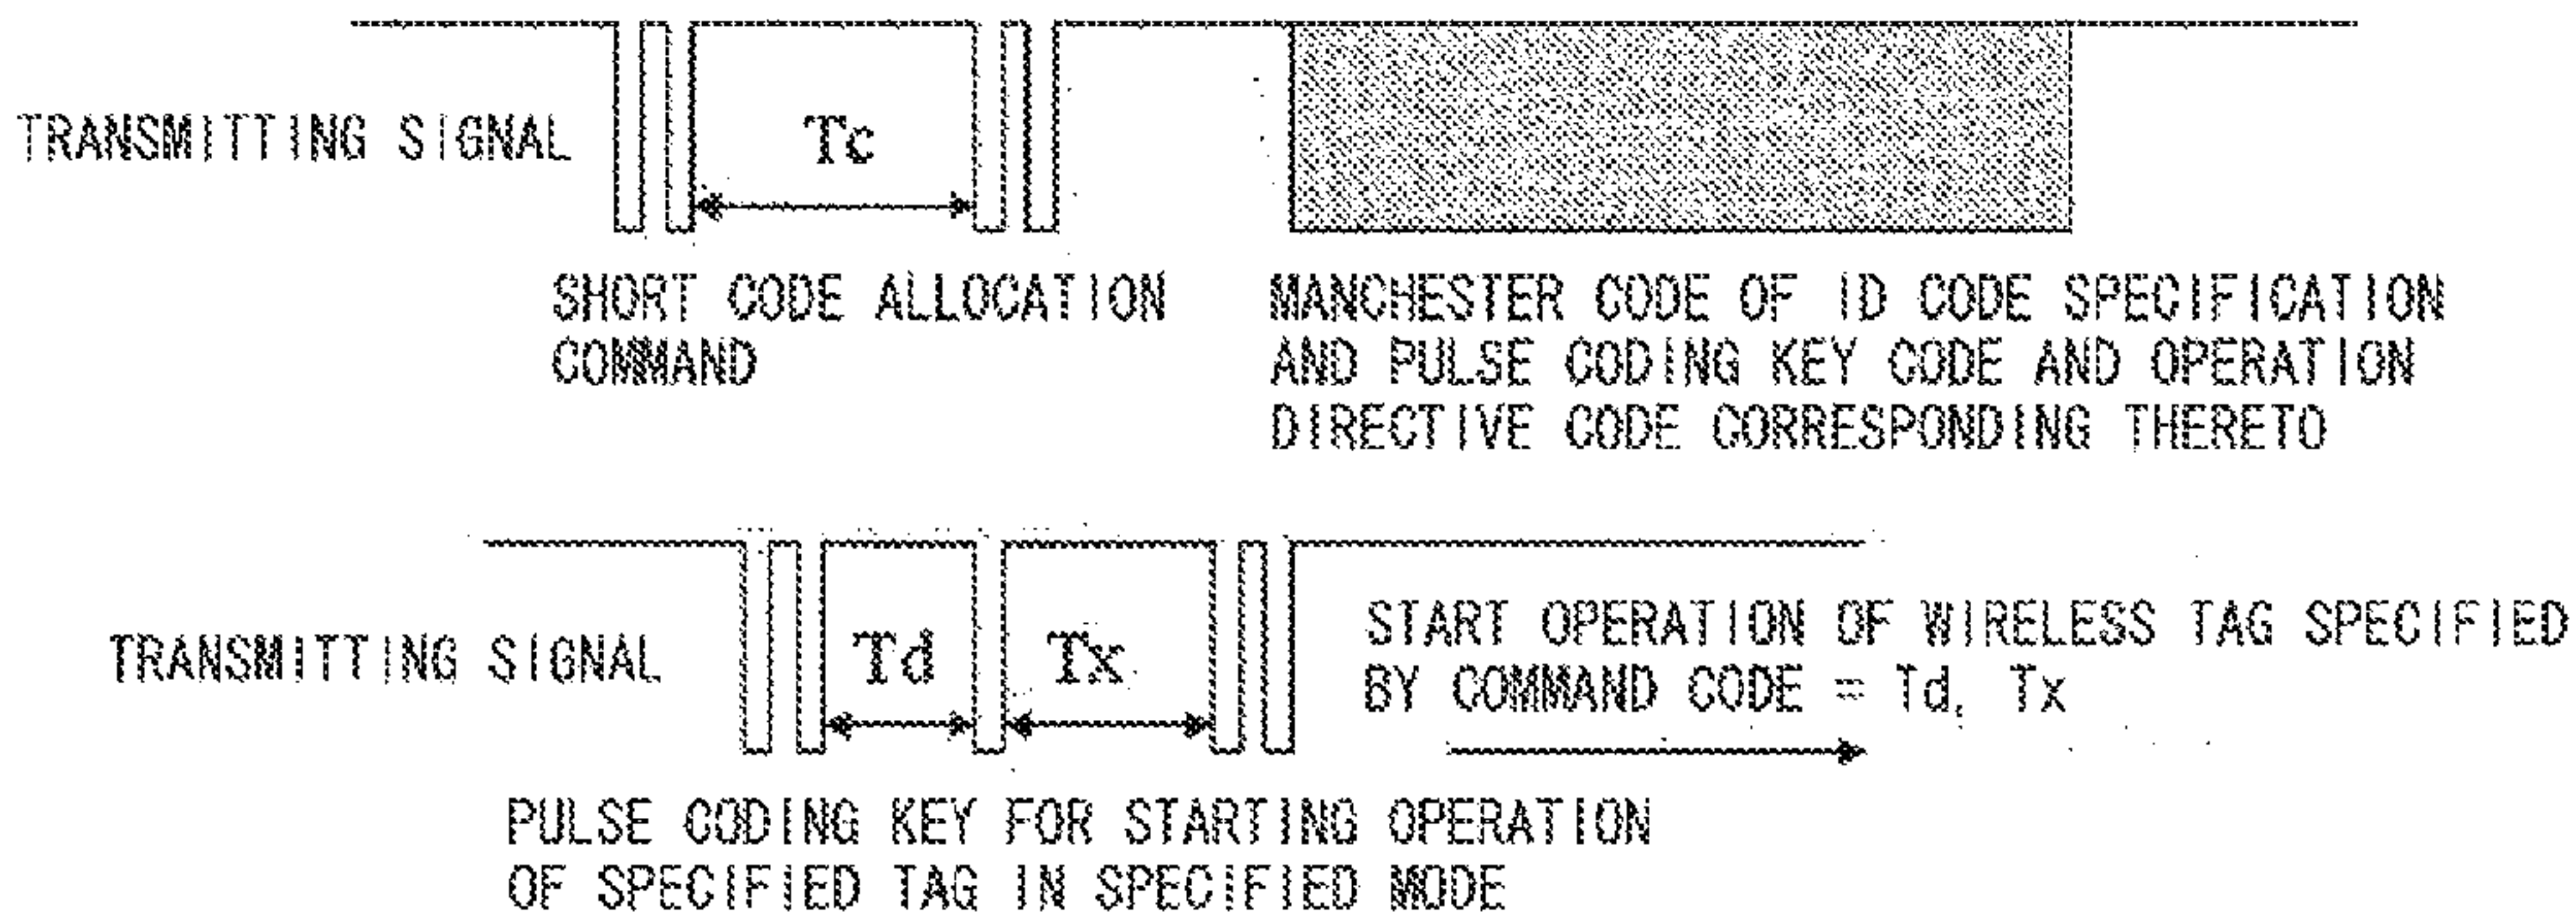 TRANSMITTING SIGNAL
Tc
SHORT CODE ALLOCATION
COMMAND
MANCHESTER CODE OF ID CODE SPECIFICATION
AND PULSE CODING KEY CODE AND OPERATION
DIRECTIVE CODE CORRESPONDING THERETO
TRANSMITTING SIGNAL
Td
Tx
START OPERATION OF WIRELESS TAG SPECIFIED
BY COMMAND CODE = Td, Tx
PULSE CODING KEY FOR STARTING OPERATION
OF SPECIFIED TAG IN SPECIFIED MODE